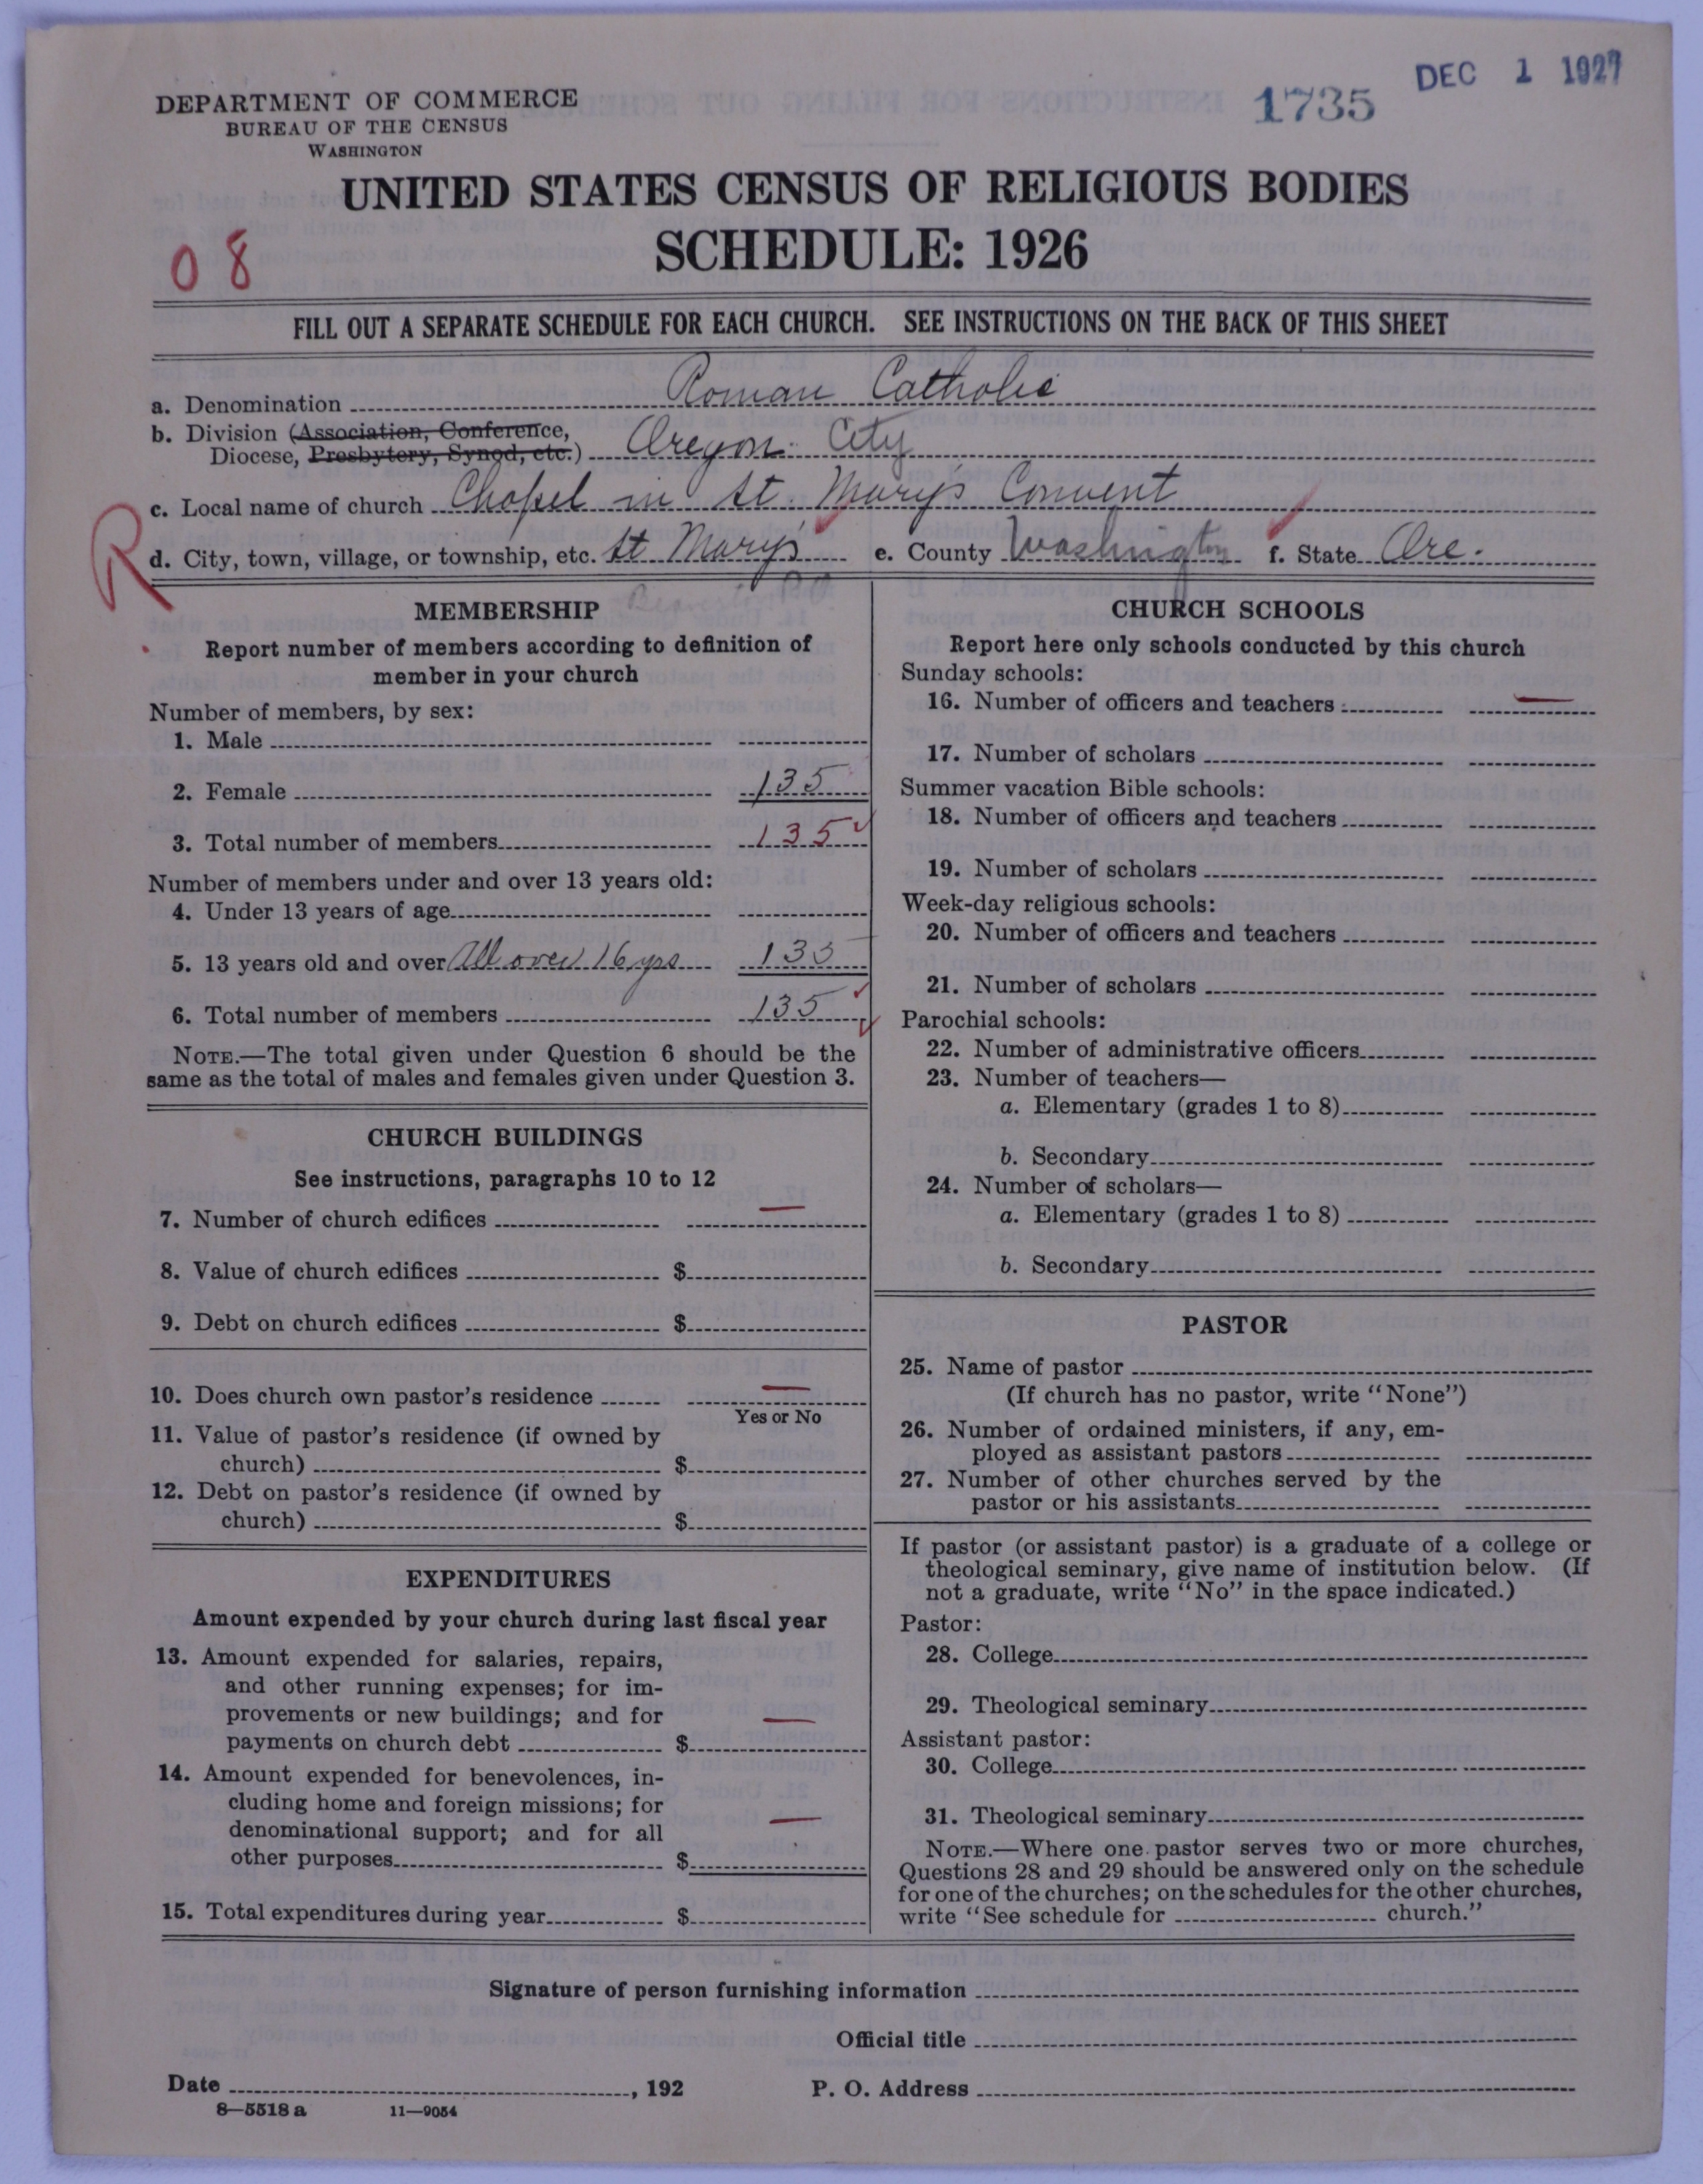 DEC 1 1927
1735
DEPARTMENT OF COMMERCE
BUREAU OF THE CENSUS
WASHINGTON
UNITED STATES CENSUS OF RELIGIOUS BODIES
SCHEDULE: 1926
08
FILL OUT A SEPARATE SCHEDULE FOR EACH CHURCH. SEE INSTRUCTIONS ON THE BACK OF THIS SHEET
a. Denomination Roman Catholic
b. Division (Association, Conference,
Diocese, Presbytery, Synod, etc.) Oregon City
c. Local name of church Chapel in St. Mary's Convent
R
d. City, town, village, or township, etc. St Mary's e. County Washington f. State Ore.
Beaverton P.O.
MEMBERSHIP
Report number of members according to definition of
member in your church
Number of members, by sex:
1. Male
2. Female 135
3. Total number of members 135
Number of members under and over 13 years old:
4. Under 13 years of age
5. 13 years old and over All over 16 yrs 135
6. Total number of members 135
NOTE.—The total given under Question 6 should be the
same as the total of males and females given under Question 3.
CHURCH BUILDINGS
See instructions, paragraphs 10 to 12
7. Number of church edifices —
8. Value of church edifices $
9. Debt on church edifices $
10. Does church own pastor's residence —
Yes or No
11. Value of pastor's residence (if owned by
church) $
12. Debt on pastor's residence (if owned by
church) $
EXPENDITURES
Amount expended by your church during last fiscal year
13. Amount expended for salaries, repairs,
and other running expenses; for im-
provements or new buildings; and for
payments on church debt $ —
14. Amount expended for benevolences, in-
cluding home and foreign missions; for
denominational support; and for all
other purposes $ —
15. Total expenditures during year $
CHURCH SCHOOLS
Report here only schools conducted by this church
Sunday schools:
16. Number of officers and teachers —
17. Number of scholars
Summer vacation Bible schools:
18. Number of officers and teachers
19. Number of scholars
Week-day religious schools:
20. Number of officers and teachers
21. Number of scholars
Parochial schools:
22. Number of administrative officers
23. Number of teachers—
a. Elementary (grades 1 to 8)
b. Secondary
24. Number of scholars—
a. Elementary (grades 1 to 8)
b. Secondary
PASTOR
25. Name of pastor
(If church has no pastor, write "None")
26. Number of ordained ministers, if any, em-
ployed as assistant pastors
27. Number of other churches served by the
pastor or his assistants
If pastor (or assistant pastor) is a graduate of a college or
theological seminary, give name of institution below. (If
not a graduate, write "No" in the space indicated.)
Pastor:
28. College
29. Theological seminary
Assistant pastor:
30. College
31. Theological seminary
NOTE.—Where one pastor serves two or more churches,
Questions 28 and 29 should be answered only on the schedule
for one of the churches; on the schedules for the other churches,
write "See schedule for church."
Signature of person furnishing information
Official title
Date , 192 P. O. Address
8—5518 a 11—9054